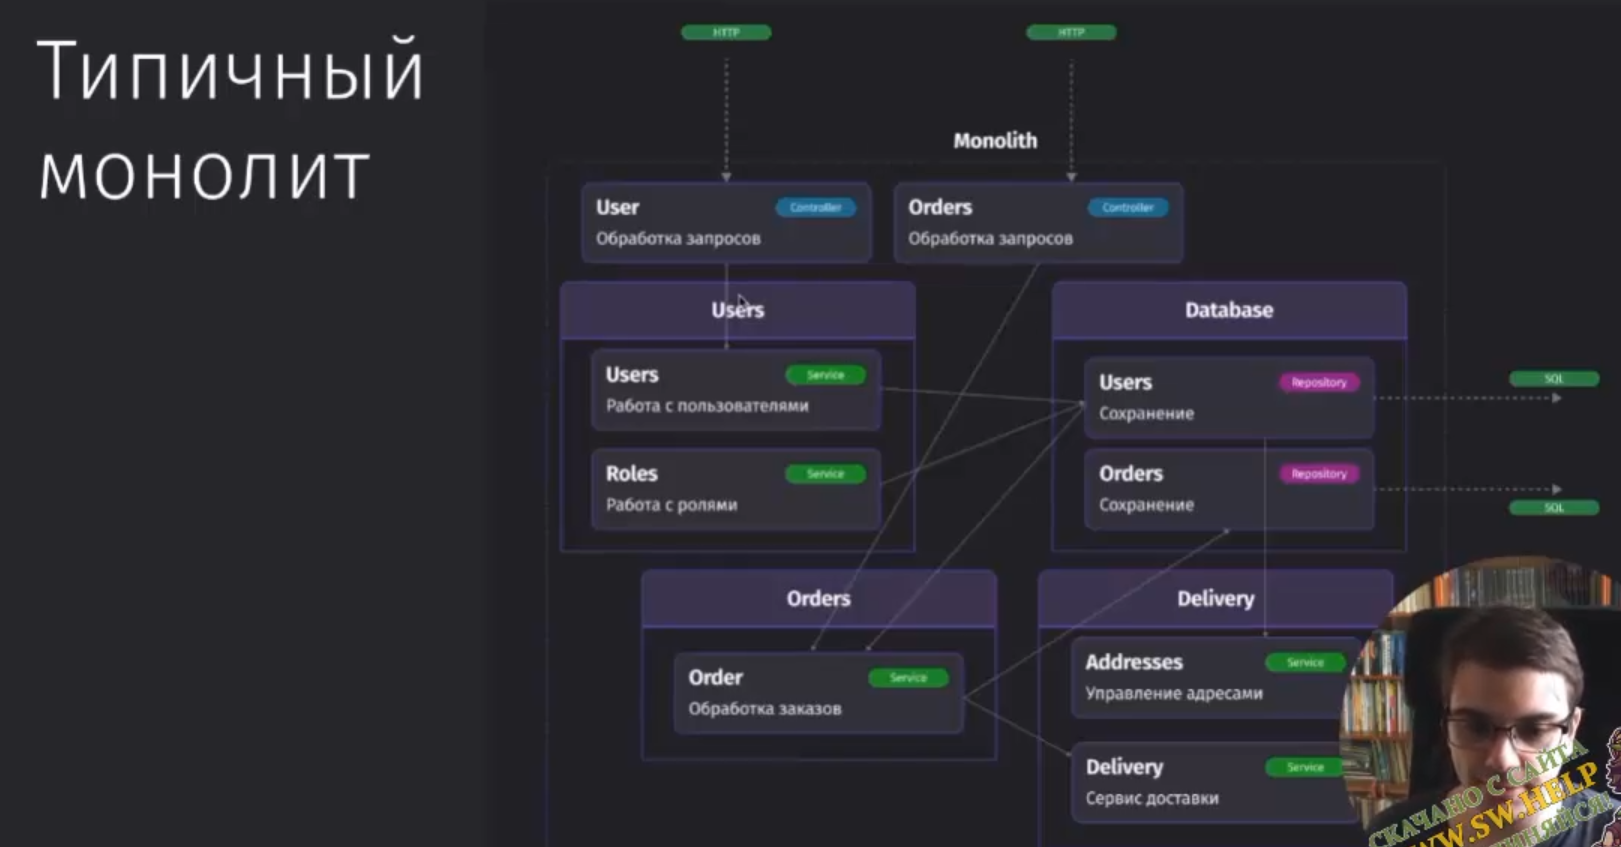 Типичный
монолит
HTTP
HTTP
Monolith
User
Controller
Обработка запросов
Orders
Controller
Обработка запросов
Users
Users
Service
Работа с пользователями
Roles
Service
Работа с ролями
Database
Users
Repository
Сохранение
Orders
Repository
Сохранение
SQL
SQL
Orders
Order
Service
Обработка заказов
Delivery
Addresses
Service
Управление адресами
Delivery
Service
Сервис доставки
СКАЧАНО С САЙТА
WWW.SW.HELP